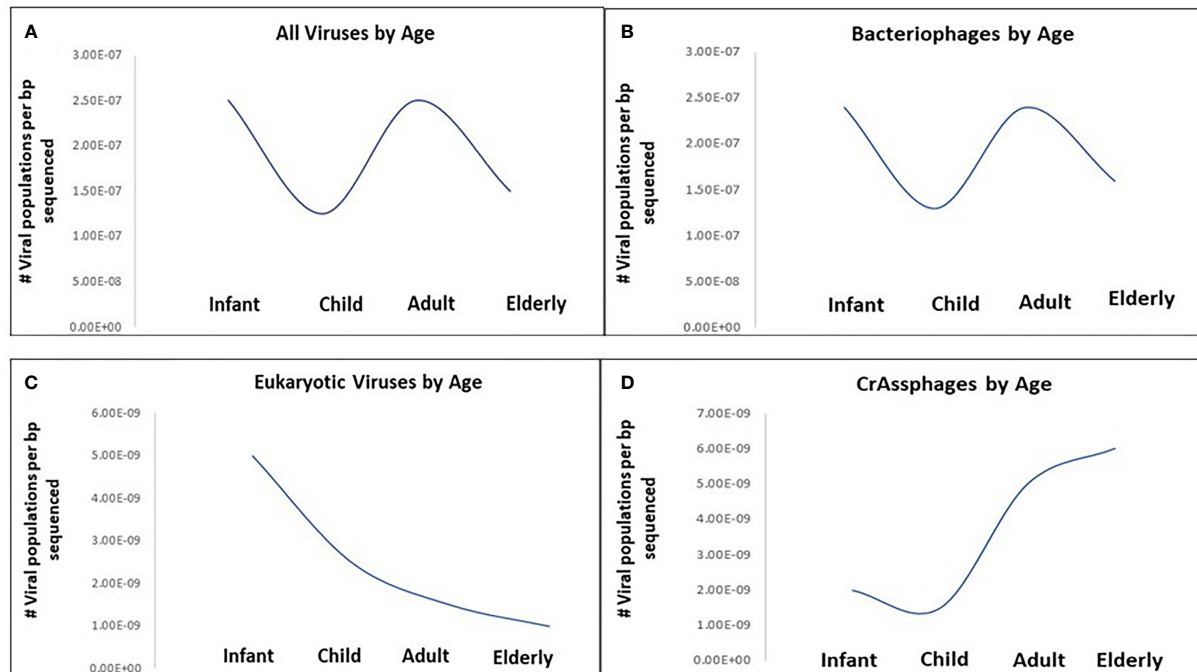 A
All Viruses by Age
# Viral populations per bp
sequenced
3.00E-07
2.50E-07
2.00E-07
1.50E-07
1.00E-07
5.00E-08
0.00E+00
Infant
Child
Adult
Elderly
B
Bacteriophages by Age
# Viral populations per bp
sequenced
3.00E-07
2.50E-07
2.00E-07
1.50E-07
1.00E-07
5.00E-08
0.00E+00
Infant
Child
Adult
Elderly
C
Eukaryotic Viruses by Age
# Viral populations per bp
sequenced
6.00E-09
5.00E-09
4.00E-09
3.00E-09
2.00E-09
1.00E-09
0.00E+00
Infant
Child
Adult
Elderly
D
CrAssphages by Age
# Viral populations per bp
sequenced
7.00E-09
6.00E-09
5.00E-09
4.00E-09
3.00E-09
2.00E-09
1.00E-09
0.00E+00
Infant
Child
Adult
Elderly